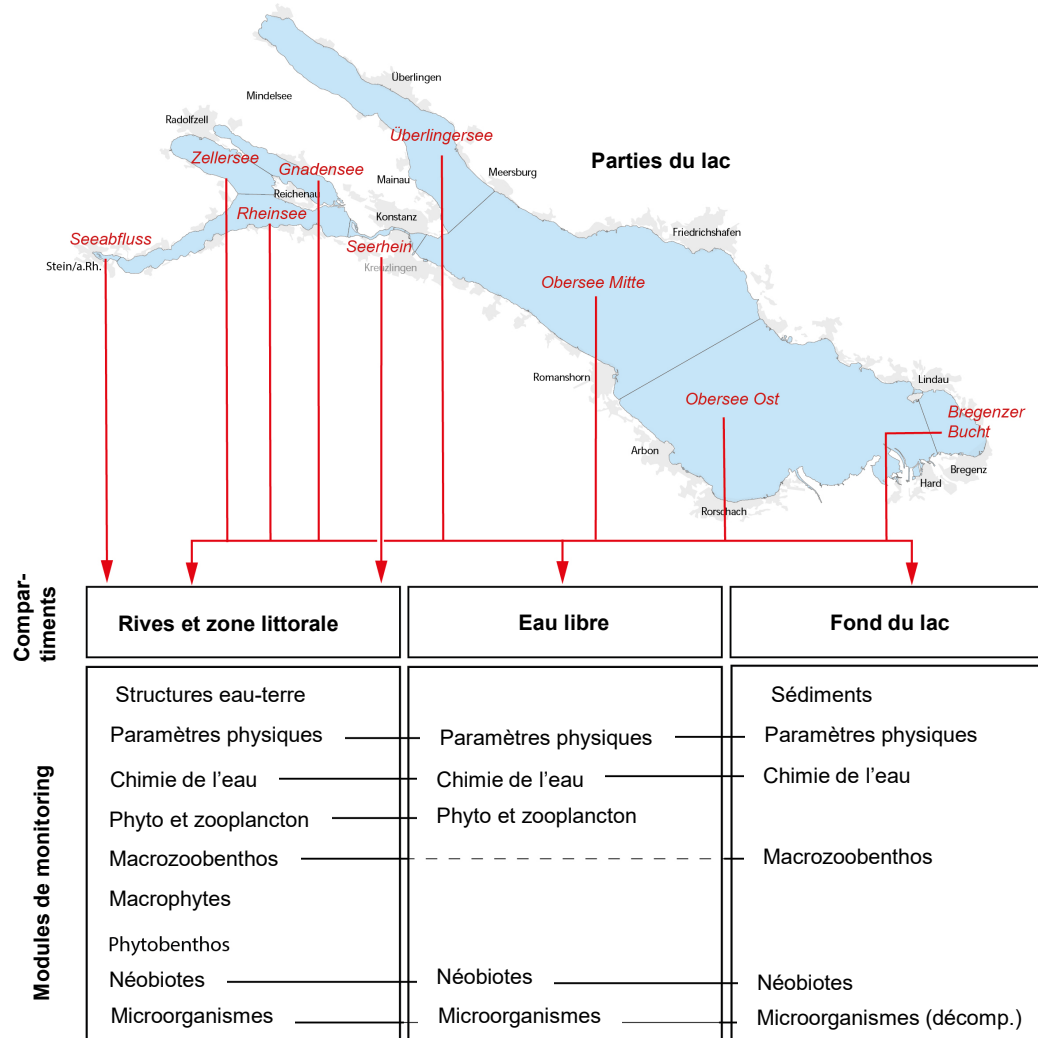 Überlingen
Mindelsee
Radolfzell
Überlingersee
Zellersee
Gnadensee
Parties du lac
Mainau
Meersburg
Reichenau
Rheinsee
Konstanz
Friedrichshafen
Seeabfluss
Seerhein
Stein/a.Rh.
Kreuzlingen
Obersee Mitte
Romanshorn
Lindau
Obersee Ost
Bregenzer
Bucht
Arbon
Bregenz
Hard
Rorschach
Compar-
timents
Rives et zone littorale
Eau libre
Fond du lac
Modules de monitoring
Structures eau-terre
Sédiments
Paramètres physiques
Paramètres physiques
Paramètres physiques
Chimie de l’eau
Chimie de l’eau
Chimie de l’eau
Phyto et zooplancton
Phyto et zooplancton
Macrozoobenthos
Macrozoobenthos
Macrophytes
Phytobenthos
Néobiotes
Néobiotes
Néobiotes
Microorganismes
Microorganismes
Microorganismes (décomp.)